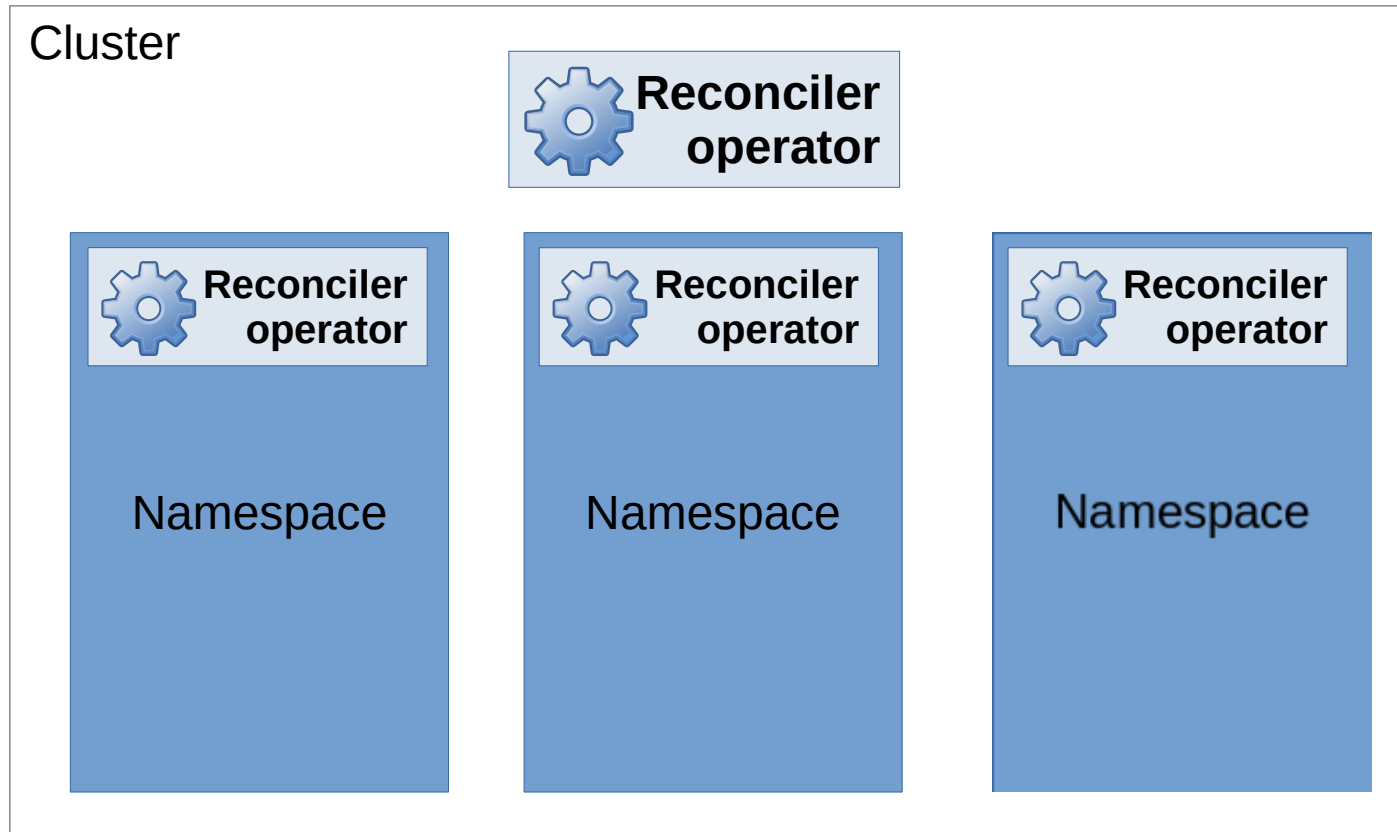 Cluster
Reconciler
operator
Reconciler
operator
Reconciler
operator
Reconciler
operator
Namespace
Namespace
Namespace